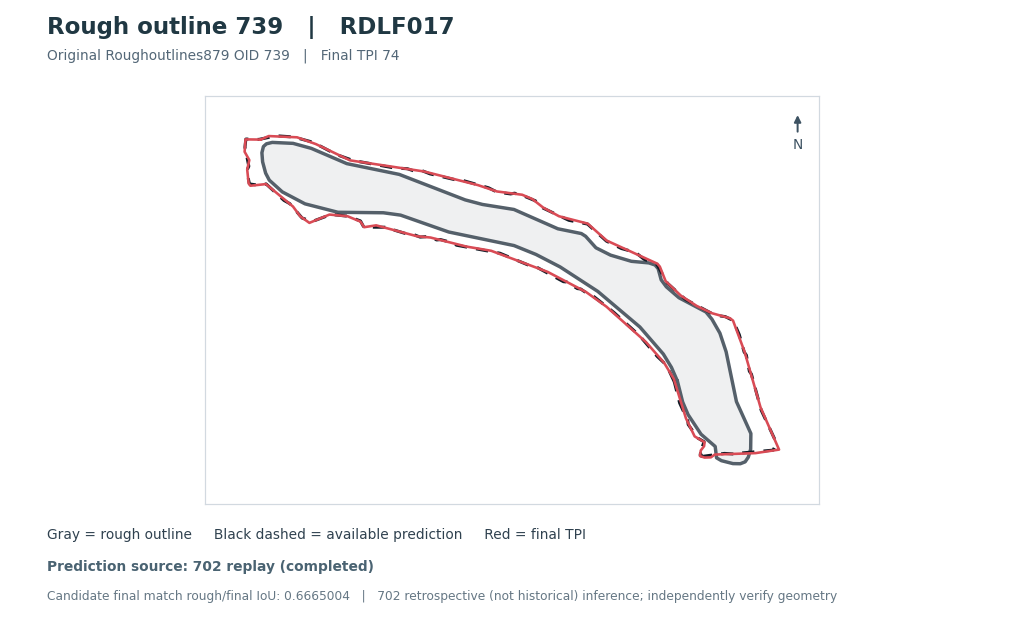 Rough outline 739   |   RDLF017
Original Roughoutlines879 OID 739   |   Final TPI 74
N
Gray = rough outline     Black dashed = available prediction     Red = final TPI
Prediction source: 702 replay (completed)
Candidate final match rough/final IoU: 0.6665004   |   702 retrospective (not historical) inference; independently verify geometry